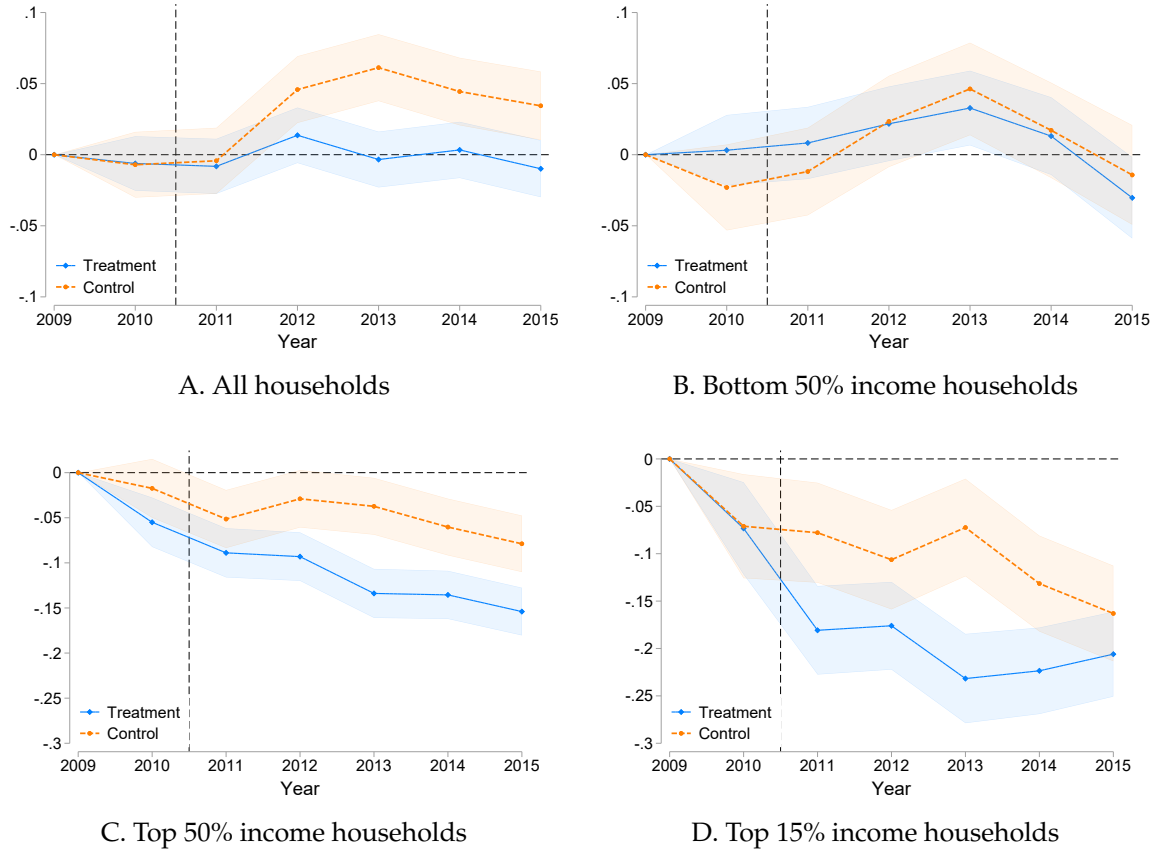 .1
.05
0
-.05
-.1
Treatment
Control
2009 2010 2011 2012 2013 2014 2015
Year
A. All households
.1
.05
0
-.05
-.1
Treatment
Control
2009 2010 2011 2012 2013 2014 2015
Year
B. Bottom 50% income households
0
-.05
-.1
-.15
-.2
-.25
-.3
Treatment
Control
2009 2010 2011 2012 2013 2014 2015
Year
C. Top 50% income households
0
-.05
-.1
-.15
-.2
-.25
-.3
Treatment
Control
2009 2010 2011 2012 2013 2014 2015
Year
D. Top 15% income households